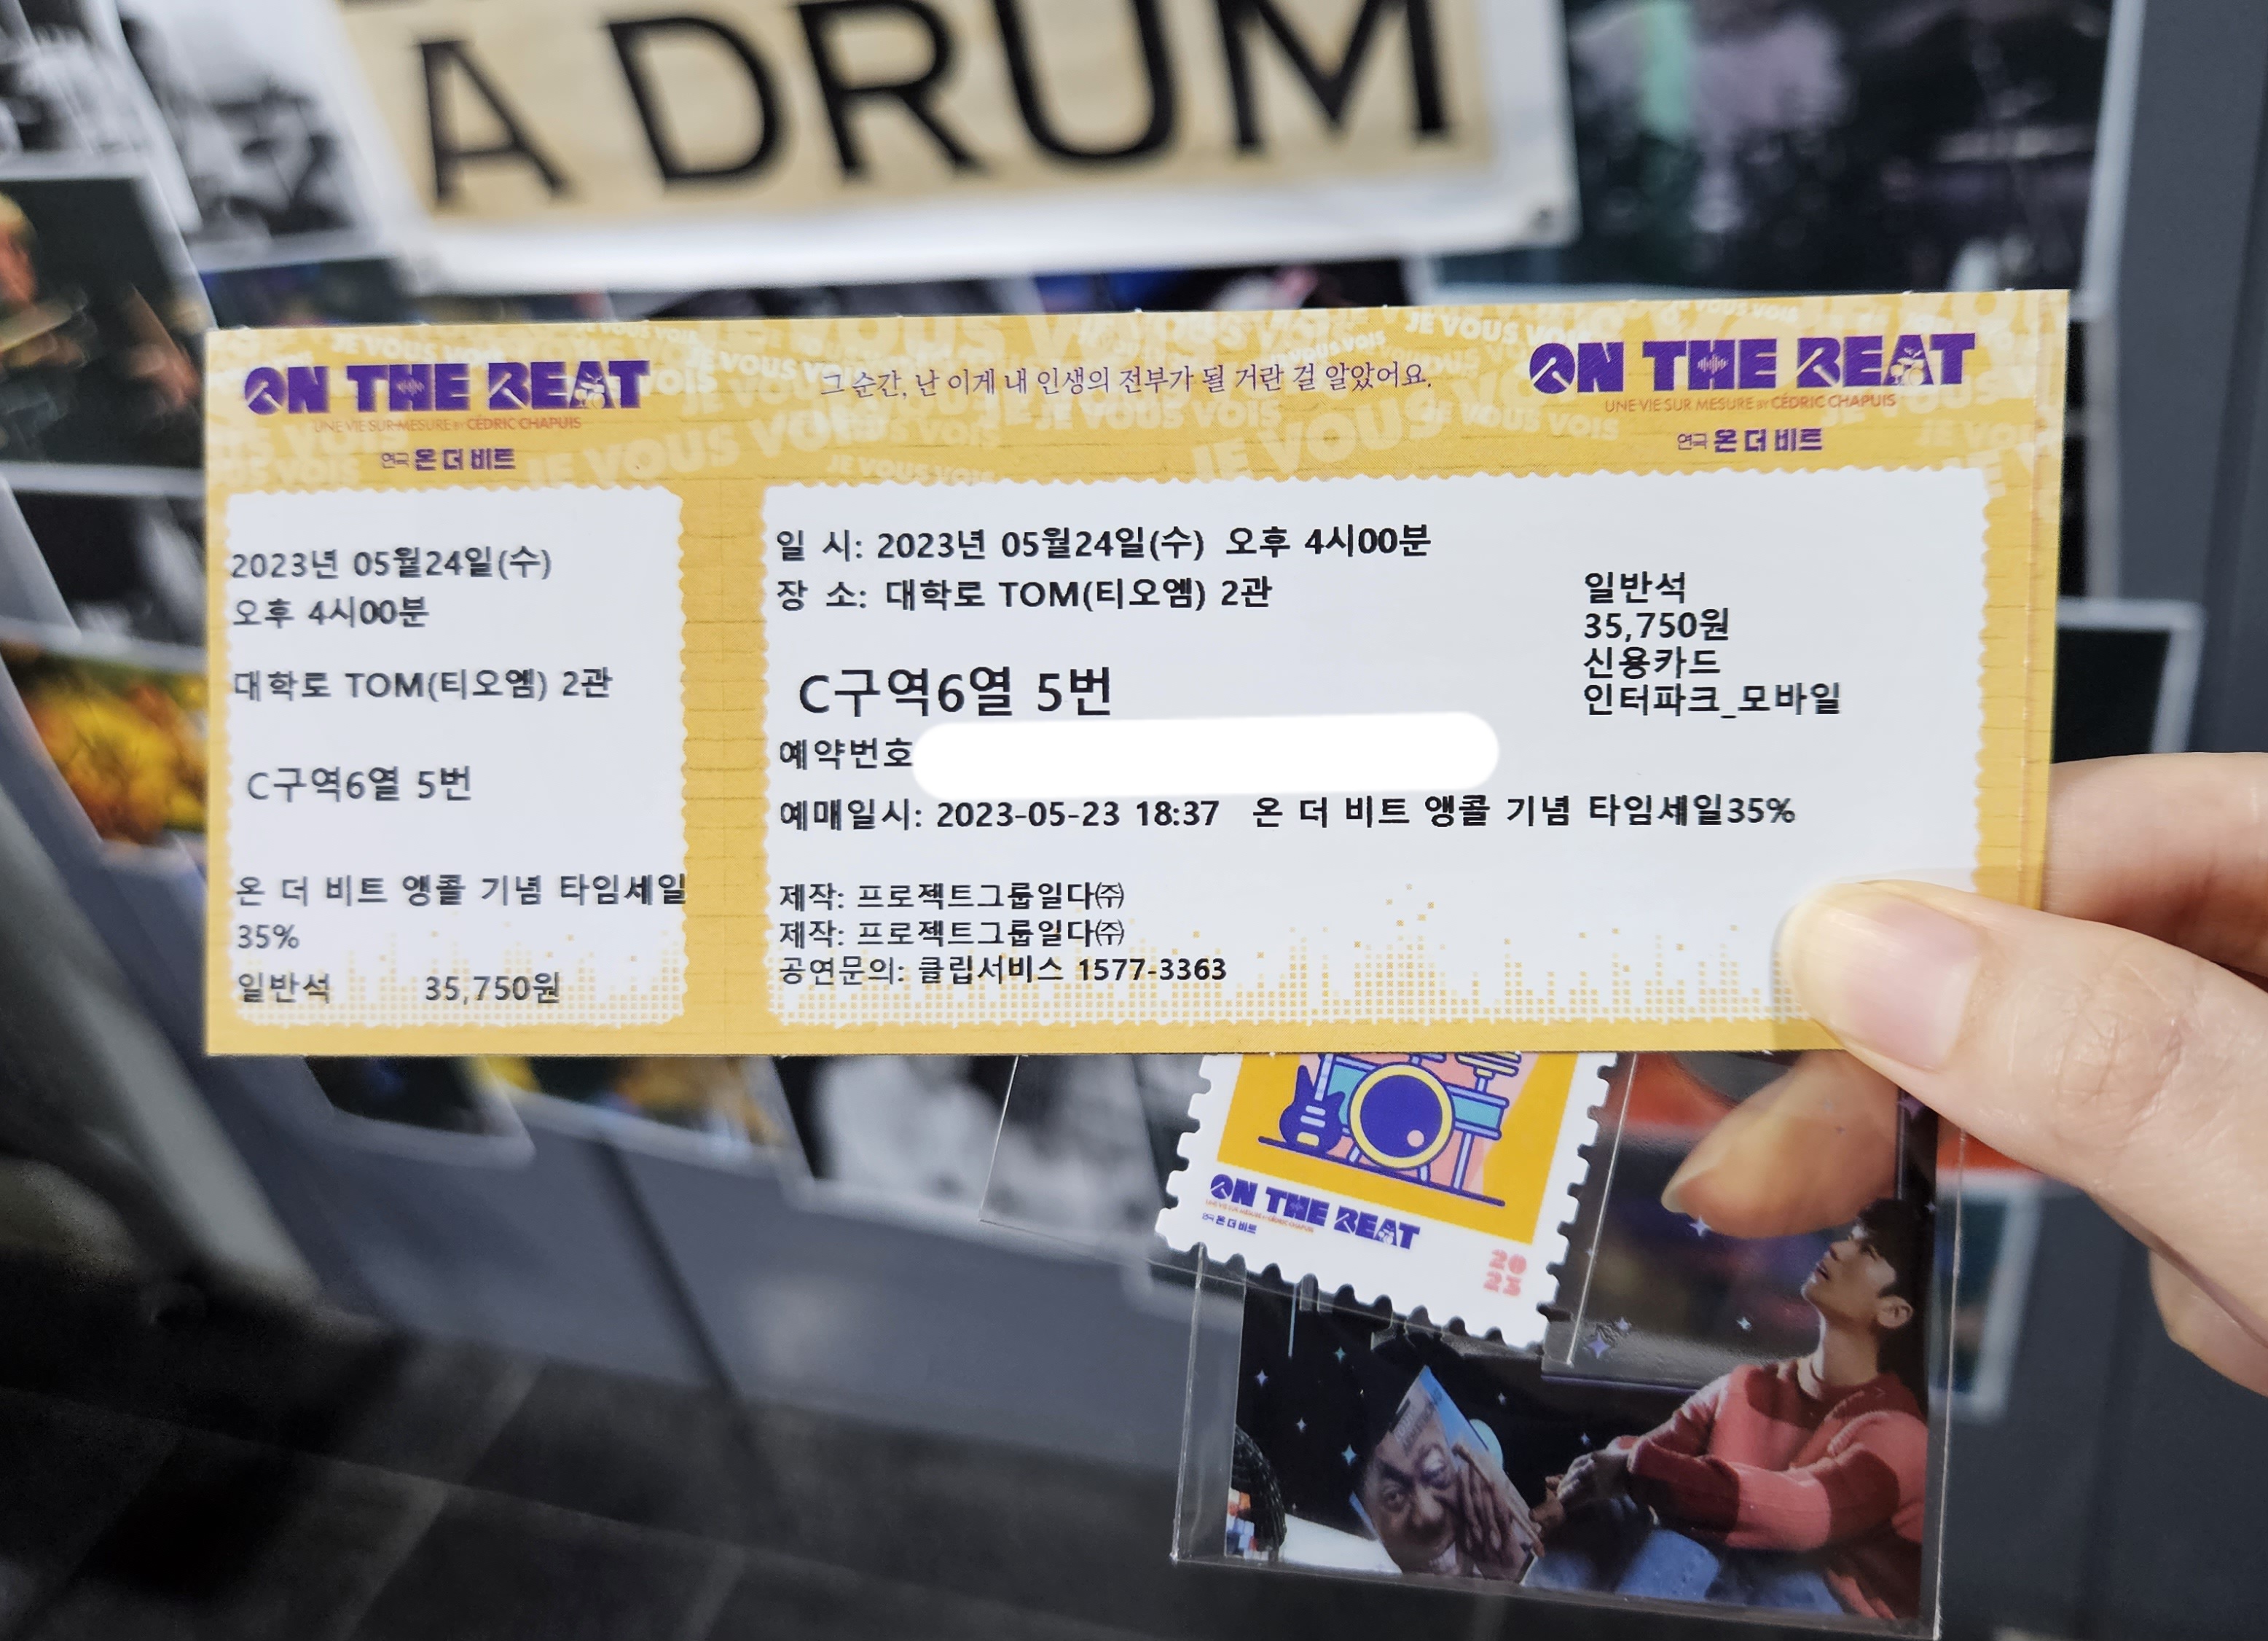 A DRUM
ON THE BEAT
UNE VIE SUR MESURE BY CÉDRIC CHAPUIS
연극 온 더 비트
그 순간, 난 이게 내 인생의 전부가 될 거란 걸 알았어요.
ON THE BEAT
UNE VIE SUR MESURE BY CÉDRIC CHAPUIS
연극 온 더 비트
JE VOUS VOIS
2023년 05월24일(수)
오후 4시00분
대학로 TOM(티오엠) 2관
C구역6열 5번
온 더 비트 앵콜 기념 타임세일
35%
일반석 35,750원
일 시: 2023년 05월24일(수) 오후 4시00분
장 소: 대학로 TOM(티오엠) 2관
C구역6열 5번
예약번호
예매일시: 2023-05-23 18:37 온 더 비트 앵콜 기념 타임세일35%
제작: 프로젝트그룹일다㈜
제작: 프로젝트그룹일다㈜
공연문의: 클립서비스 1577-3363
일반석
35,750원
신용카드
인터파크_모바일
ON THE BEAT
UNE VIE SUR MESURE BY CÉDRIC CHAPUIS
연극 온 더 비트
20
23